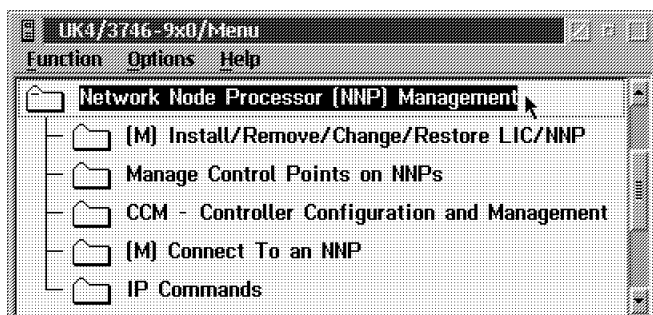 UK4/3746-9x0/Menu
Function Options Help
Network Node Processor (NNP) Management
(M) Install/Remove/Change/Restore LIC/NNP
Manage Control Points on NNPs
CCM - Controller Configuration and Management
(M) Connect To an NNP
IP Commands